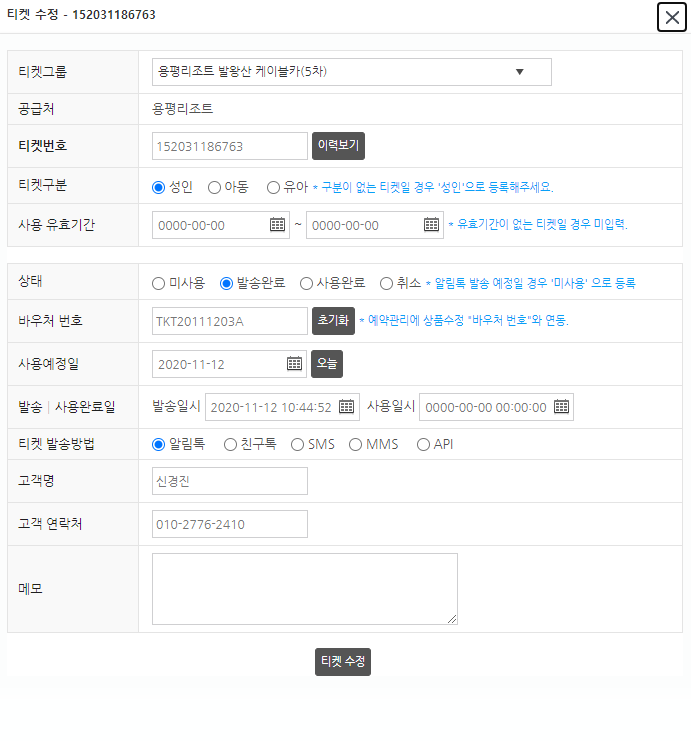 티켓 수정 - 152031186763
티켓그룹 용평리조트 발왕산 케이블카(5차)
공급처 용평리조트
티켓번호 152031186763 이력보기
티켓구분 성인 아동 유아 * 구분이 없는 티켓일 경우 '성인'으로 등록해주세요.
사용 유효기간 0000-00-00 ~ 0000-00-00 * 유효기간이 없는 티켓일 경우 미입력.
상태 미사용 발송완료 사용완료 취소 * 알림톡 발송 예정일 경우 '미사용' 으로 등록
바우처 번호 TKT20111203A 초기화 * 예약관리에 상품수정 "바우처 번호"와 연동.
사용예정일 2020-11-12 오늘
발송 | 사용완료일 발송일시 2020-11-12 10:44:52 사용일시 0000-00-00 00:00:00
티켓 발송방법 알림톡 친구톡 SMS MMS API
고객명 신경진
고객 연락처 010-2776-2410
메모
티켓 수정